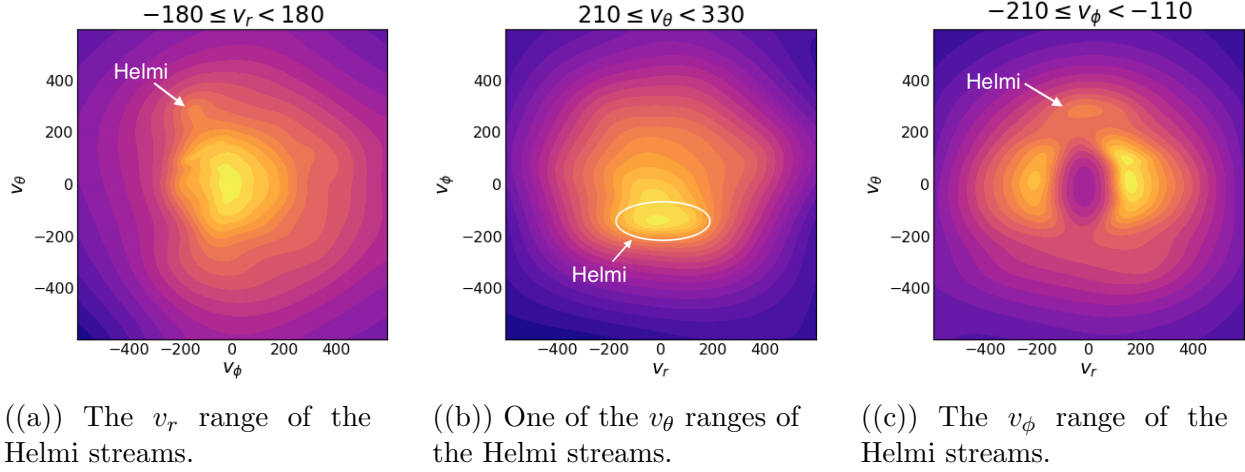 −180 ≤ v_r < 180
Helmi
400
200
0
−200
−400
v_θ
−400 −200 0 200 400
v_ϕ
210 ≤ v_θ < 330
400
200
0
−200
−400
v_ϕ
Helmi
−400 −200 0 200 400
v_r
−210 ≤ v_ϕ < −110
Helmi
400
200
0
−200
−400
v_θ
−400 −200 0 200 400
v_r
((a)) The v_r range of the
Helmi streams.
((b)) One of the v_θ ranges of
the Helmi streams.
((c)) The v_ϕ range of the
Helmi streams.